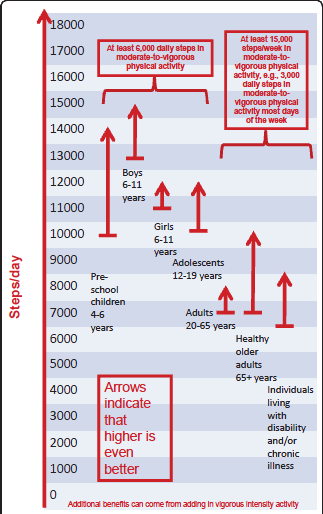 18000
17000
16000
15000
14000
13000
12000
11000
10000
9000
8000
7000
6000
5000
4000
3000
2000
1000
0
Steps/day
At least 6,000 daily steps in
moderate-to-vigorous
physical activity
At least 15,000
steps/week in
moderate-to-
vigorous physical
activity, e.g., 3,000
daily steps in
moderate-to-
vigorous physical
activity most days
of the week
Boys
6-11
years
Girls
6-11
years
Adolescents
12-19 years
Pre-
school
children
4-6
years
Adults
20-65 years
Healthy
older
adults
65+ years
Individuals
living
with
disability
and/or
chronic
illness
Arrows
indicate
that
higher is
even
better
Additional benefits can come from adding in vigorous intensity activity